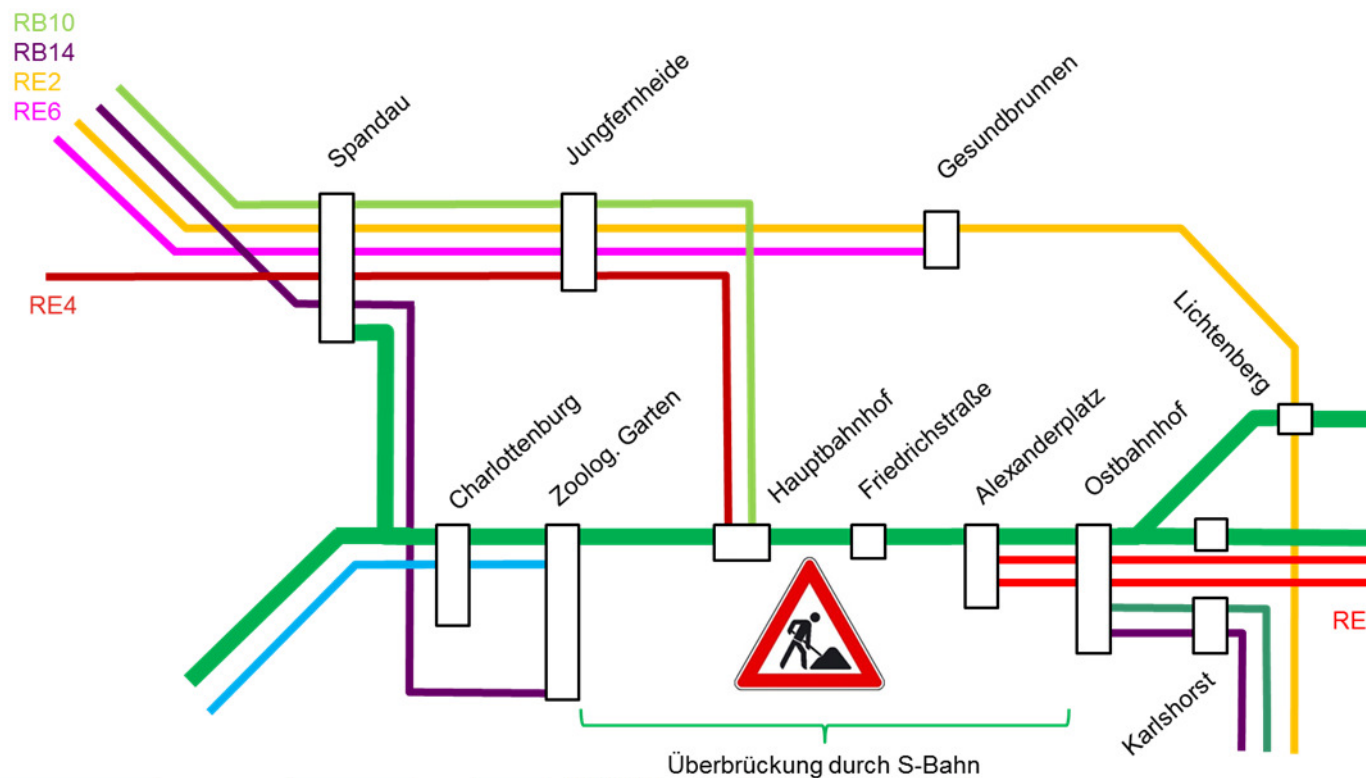 RB10
RB14
RE2
RE6
RE4
Spandau
Jungfernheide
Gesundbrunnen
Lichtenberg
Charlottenburg
Zoolog. Garten
Hauptbahnhof
Friedrichstraße
Alexanderplatz
Ostbahnhof
RE
Karlshorst
Überbrückung durch S-Bahn